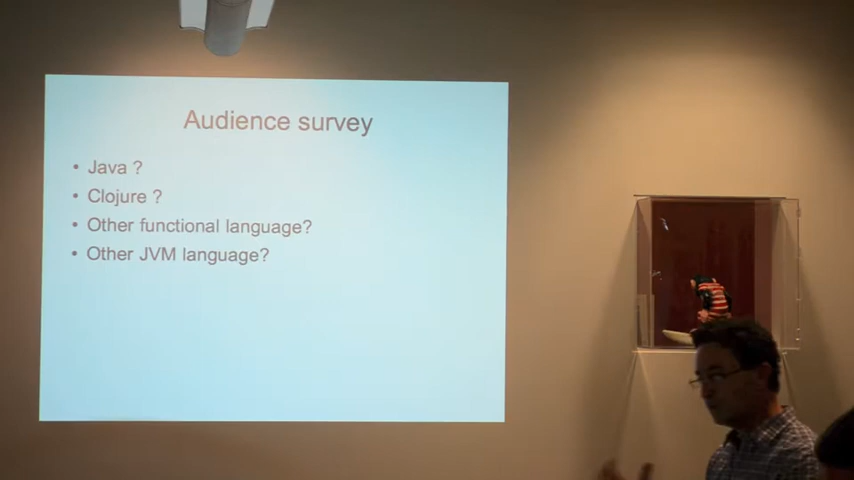 Audience survey
• Java ?
• Clojure ?
• Other functional language?
• Other JVM language?